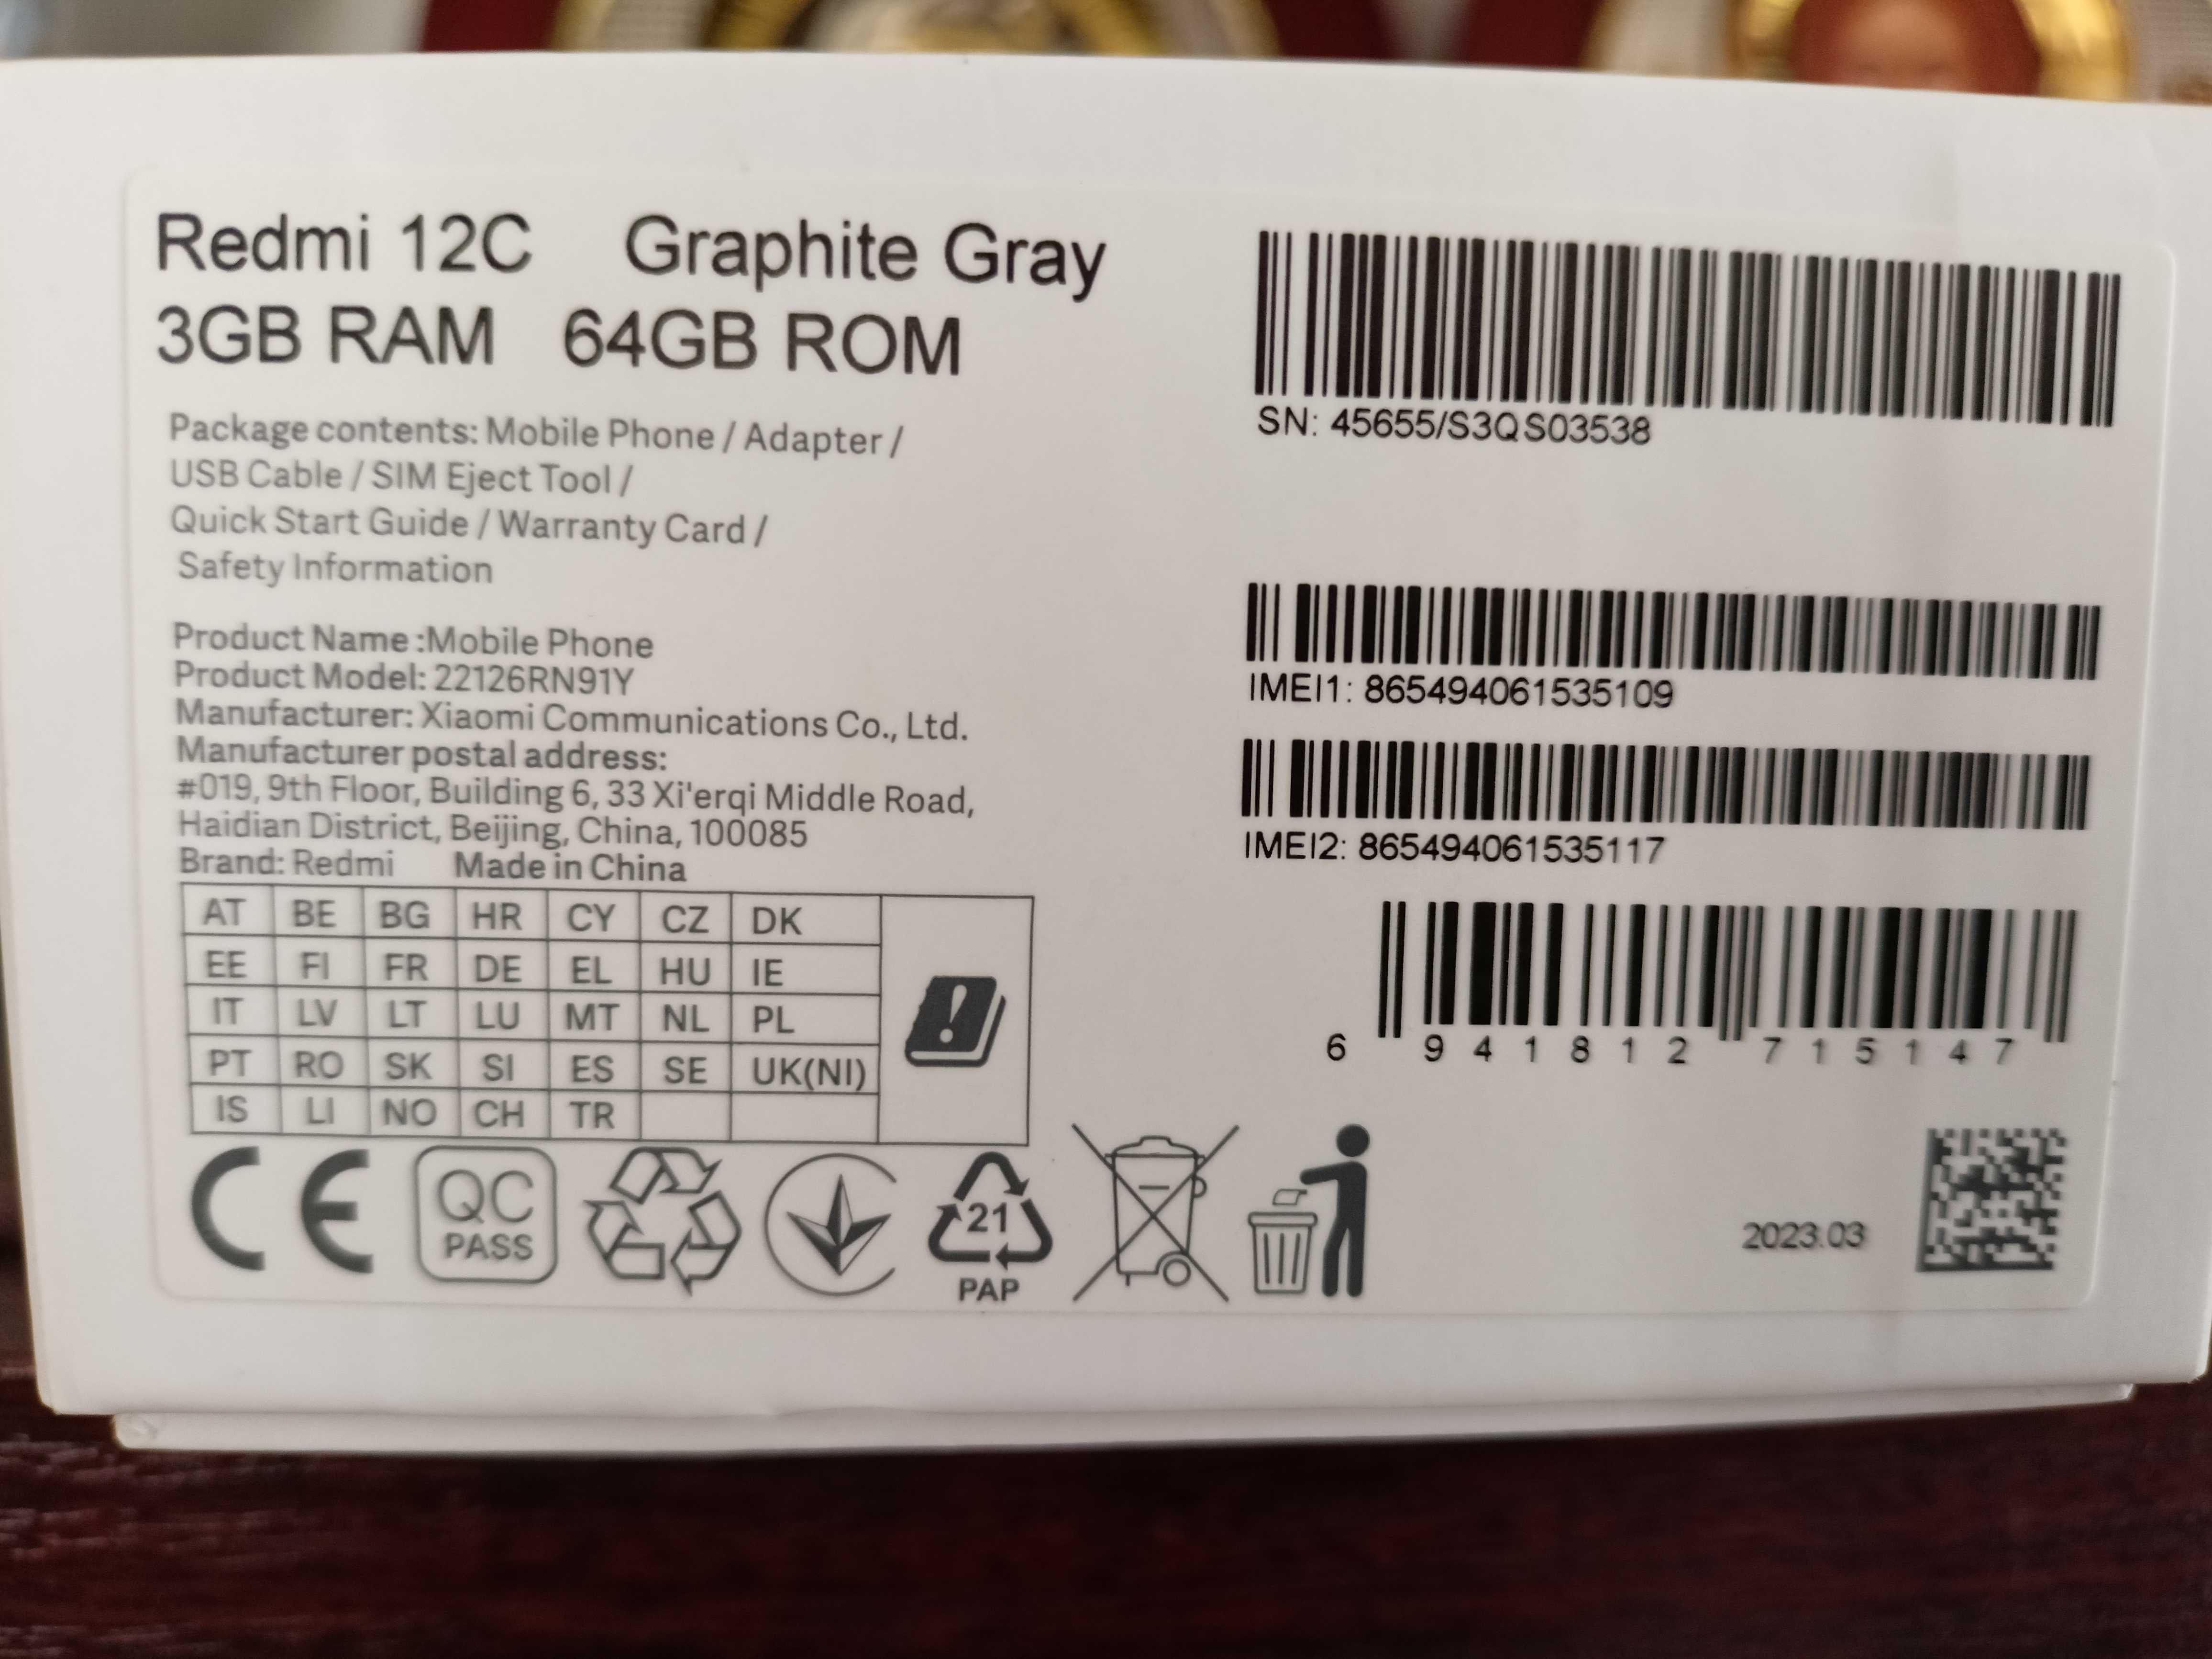 Redmi 12C Graphite Gray
3GB RAM 64GB ROM
Package contents: Mobile Phone / Adapter /
USB Cable / SIM Eject Tool /
Quick Start Guide / Warranty Card /
Safety Information
Product Name :Mobile Phone
Product Model: 22126RN91Y
Manufacturer: Xiaomi Communications Co., Ltd.
Manufacturer postal address:
#019, 9th Floor, Building 6, 33 Xi'erqi Middle Road,
Haidian District, Beijing, China, 100085
Brand: Redmi Made in China
AT BE BG HR CY CZ DK
EE FI FR DE EL HU IE
IT LV LT LU MT NL PL
PT RO SK SI ES SE UK(NI)
IS LI NO CH TR
CE QC PASS 21 PAP
SN: 45655/S3QS03538
IMEI1: 865494061535109
IMEI2: 865494061535117
6 941812 715147
2023.03